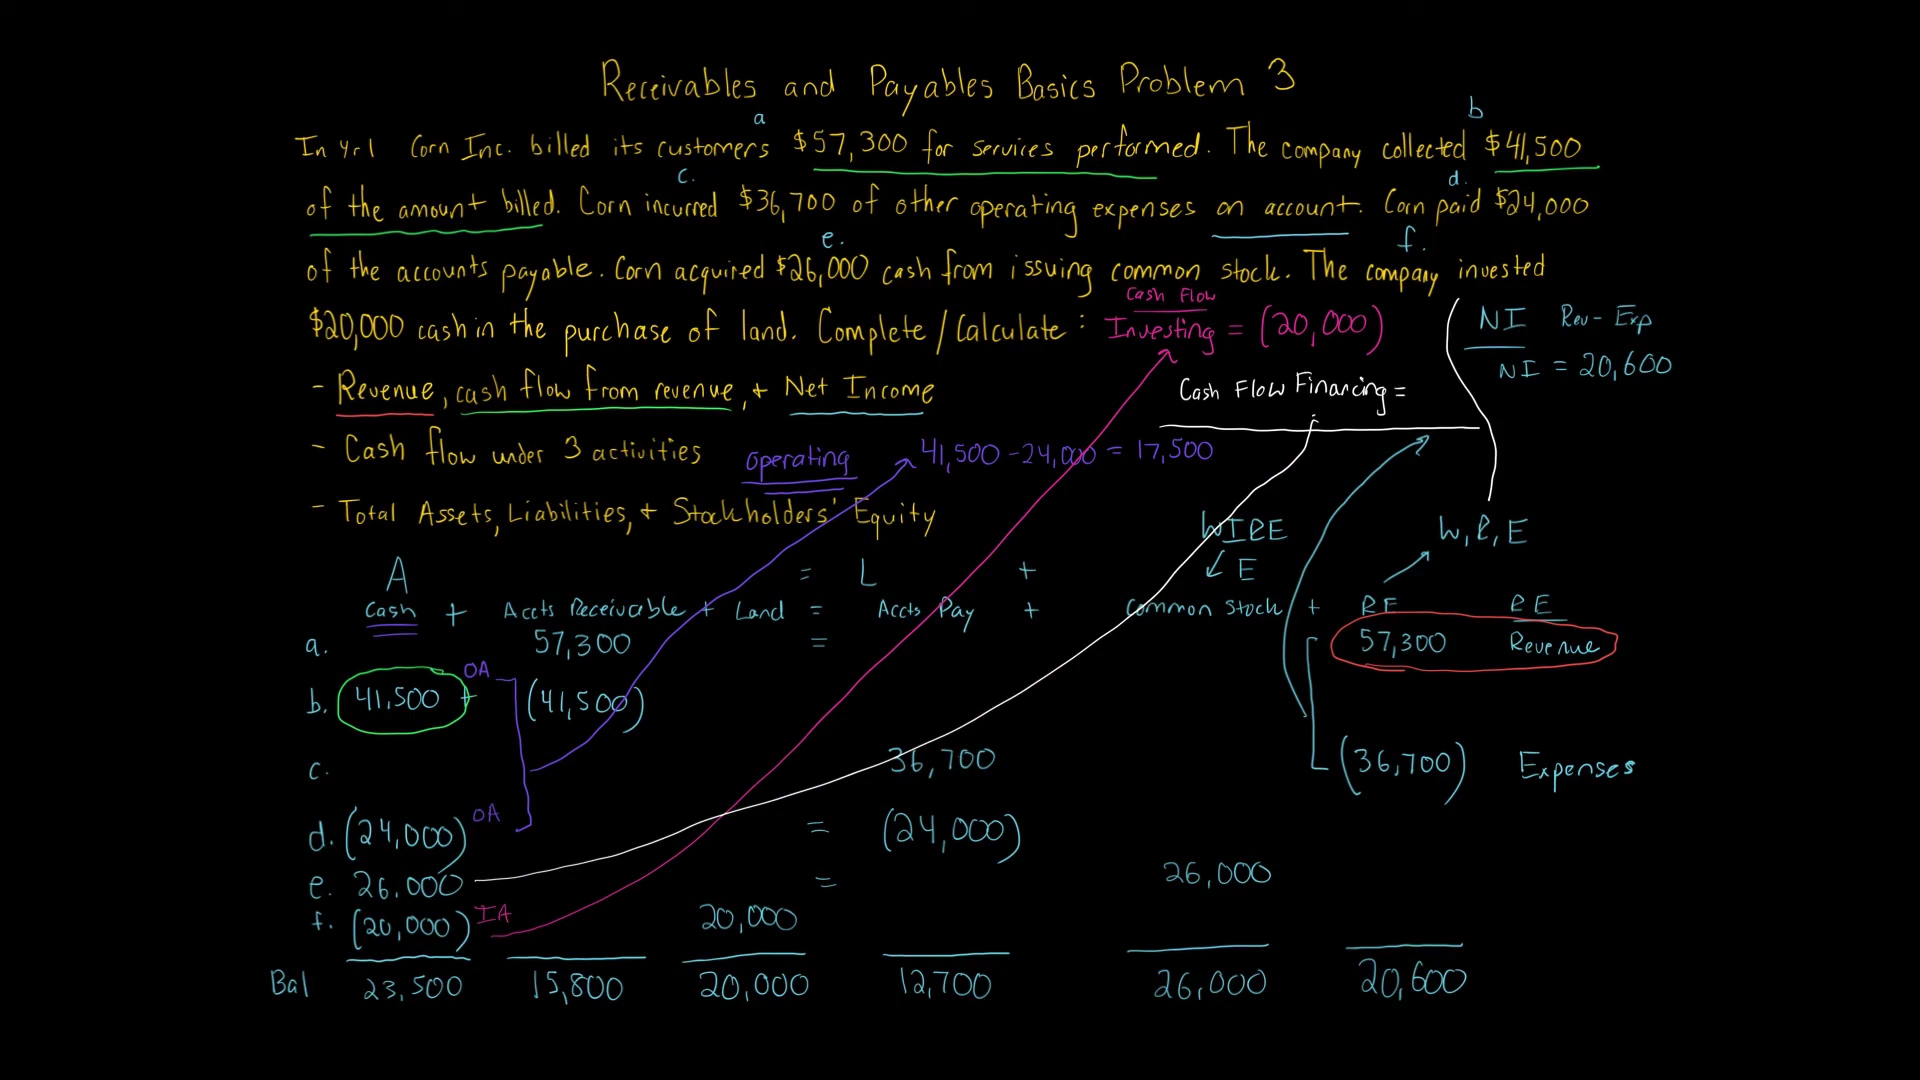 Receivables and Payables Basics Problem 3
a b
In Yr1 Corn Inc. billed its customers $57,300 for services performed. The company collected $41,500
c. d.
of the amount billed. Corn incurred $36,700 of other operating expenses on account. Corn paid $24,000
e. f.
of the accounts payable. Corn acquired $26,000 cash from issuing common stock. The company invested
Cash Flow
$20,000 cash in the purchase of land. Complete/Calculate: Investing = (20,000)
NI Rev-Exp
NI = 20,600
- Revenue, cash flow from revenue, + Net Income
Cash Flow Financing =
- Cash flow under 3 activities Operating 41,500 - 24,000 = 17,500
- Total Assets, Liabilities, + Stockholders' Equity
WIRE W, R, E
A = L + E
Cash + Accts Receivable + Land = Accts Pay + Common Stock + RE RE
a. 57,300 = 57,300 Revenue
b. 41,500 OA + (41,500)
c. 36,700 (36,700) Expenses
d. (24,000) OA = (24,000)
e. 26,000 = 26,000
f. (20,000) IA 20,000
Bal 23,500 15,800 20,000 12,700 26,000 20,600